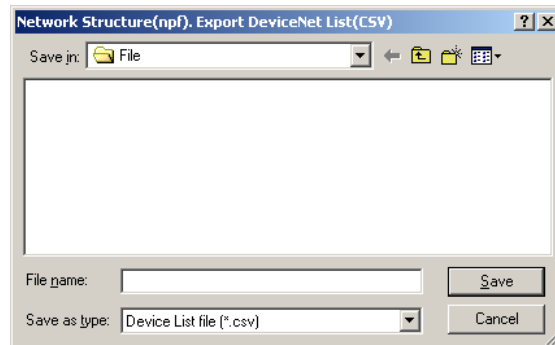 Network Structure(npf). Export DeviceNet List(CSV)
Save in: File
File name: Save
Save as type: Device List file (*.csv) Cancel